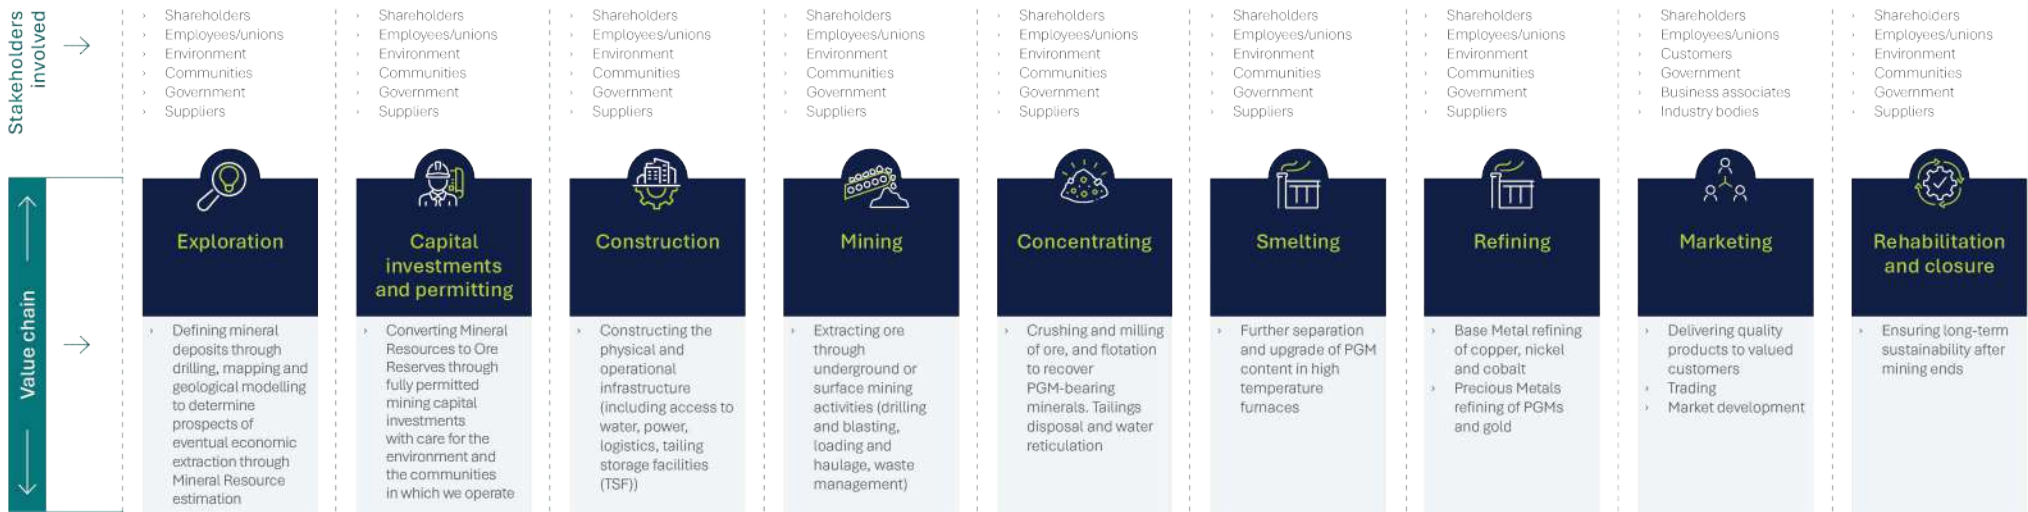 Stakeholders
involved
Shareholders
Employees/unions
Environment
Communities
Government
Suppliers
Shareholders
Employees/unions
Environment
Communities
Government
Suppliers
Shareholders
Employees/unions
Environment
Communities
Government
Suppliers
Shareholders
Employees/unions
Environment
Communities
Government
Suppliers
Shareholders
Employees/unions
Environment
Communities
Government
Suppliers
Shareholders
Employees/unions
Environment
Communities
Government
Suppliers
Shareholders
Employees/unions
Environment
Communities
Government
Suppliers
Shareholders
Employees/unions
Customers
Government
Business associates
Industry bodies
Shareholders
Employees/unions
Environment
Communities
Government
Suppliers
Value chain
Exploration
Defining mineral
deposits through
drilling, mapping and
geological modelling
to determine
prospects of
eventual economic
extraction through
Mineral Resource
estimation
Capital
investments
and permitting
Converting Mineral
Resources to Ore
Reserves through
fully permitted
mining capital
investments
with care for the
environment and
the communities
in which we operate
Construction
Constructing the
physical and
operational
infrastructure
(including access to
water, power,
logistics, tailing
storage facilities
(TSF))
Mining
Extracting ore
through
underground or
surface mining
activities (drilling
and blasting,
loading and
haulage, waste
management)
Concentrating
Crushing and milling
of ore, and flotation
to recover
PGM-bearing
minerals. Tailings
disposal and water
reticulation
Smelting
Further separation
and upgrade of PGM
content in high
temperature
furnaces
Refining
Base Metal refining
of copper, nickel
and cobalt
Precious Metals
refining of PGMs
and gold
Marketing
Delivering quality
products to valued
customers
Trading
Market development
Rehabilitation
and closure
Ensuring long-term
sustainability after
mining ends